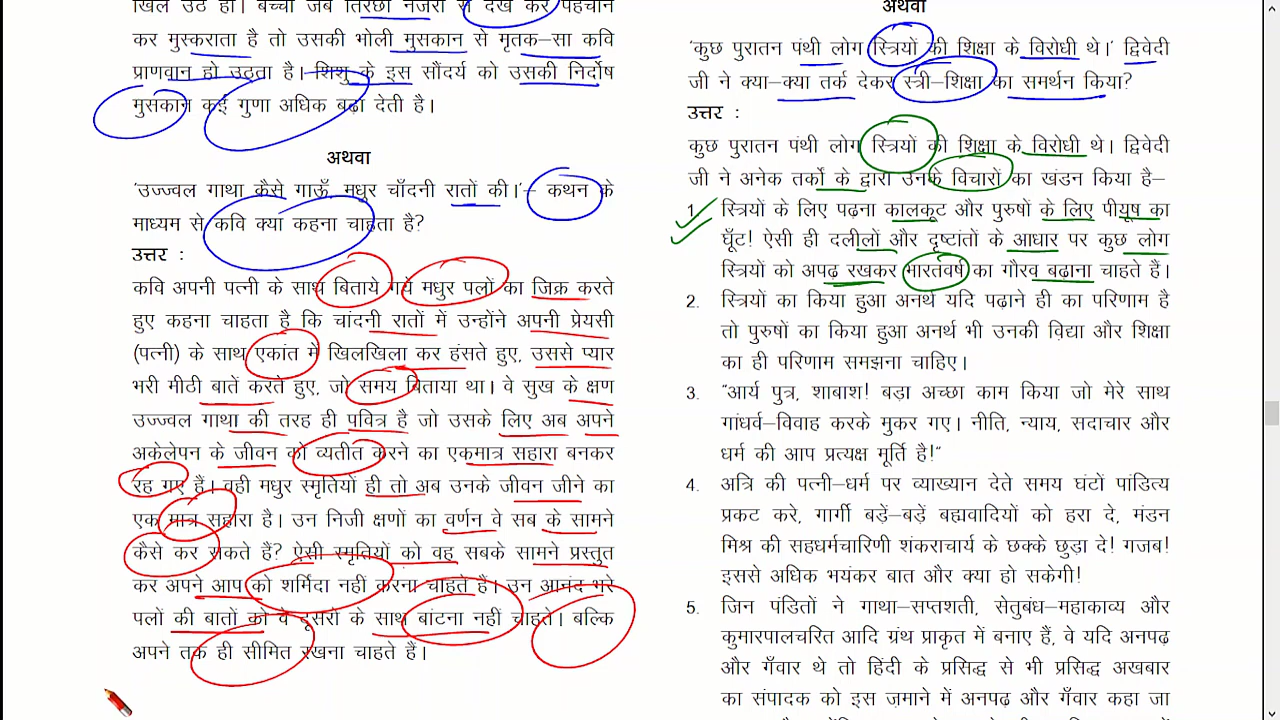 खिल उठे हों। बच्चा जब तिरछी नजरों से देख कर पहचान
कर मुस्कराता है तो उसकी भोली मुसकान से मृतक–सा कवि
प्राणवान हो उठता है। शिशु के इस सौंदर्य को उसकी निर्दोष
मुसकान कई गुणा अधिक बढ़ा देती है।
अथवा
'उज्ज्वल गाथा कैसे गाऊँ, मधुर चाँदनी रातों की।'– कथन के
माध्यम से कवि क्या कहना चाहता है?
उत्तर :
कवि अपनी पत्नी के साथ बिताये गये मधुर पलों का जिक्र करते
हुए कहना चाहता है कि चांदनी रातों में उन्होंने अपनी प्रेयसी
(पत्नी) के साथ एकांत में खिलखिला कर हंसते हुए, उससे प्यार
भरी मीठी बातें करते हुए, जो समय बिताया था। वे सुख के क्षण
उज्ज्वल गाथा की तरह ही पवित्र है जो उसके लिए अब अपने
अकेलेपन के जीवन को व्यतीत करने का एकमात्र सहारा बनकर
रह गए हैं। वही मधुर स्मृतियों ही तो अब उनके जीवन जीने का
एक मात्र सहारा है। उन निजी क्षणों का वर्णन वे सब के सामने
कैसे कर सकते हैं? ऐसी स्मृतियों को वह सबके सामने प्रस्तुत
कर अपने आप को शर्मिंदा नहीं करना चाहते हैं। उन आनंद भरे
पलों की बातों को वे दूसरों के साथ बांटना नहीं चाहते। बल्कि
अपने तक ही सीमित रखना चाहते हैं।
अथवा
'कुछ पुरातन पंथी लोग स्त्रियों की शिक्षा के विरोधी थे।' द्विवेदी
जी ने क्या–क्या तर्क देकर स्त्री–शिक्षा का समर्थन किया?
उत्तर :
कुछ पुरातन पंथी लोग स्त्रियों की शिक्षा के विरोधी थे। द्विवेदी
जी ने अनेक तर्कों के द्वारा उनके विचारों का खंडन किया है–
1. स्त्रियों के लिए पढ़ना कालकूट और पुरुषों के लिए पीयूष का
घूँट! ऐसी ही दलीलों और दृष्टांतों के आधार पर कुछ लोग
स्त्रियों को अपढ़ रखकर भारतवर्ष का गौरव बढ़ाना चाहते हैं।
2. स्त्रियों का किया हुआ अनर्थ यदि पढ़ाने ही का परिणाम है
तो पुरुषों का किया हुआ अनर्थ भी उनकी विद्या और शिक्षा
का ही परिणाम समझना चाहिए।
3. "आर्य पुत्र, शाबाश! बड़ा अच्छा काम किया जो मेरे साथ
गांधर्व–विवाह करके मुकर गए। नीति, न्याय, सदाचार और
धर्म की आप प्रत्यक्ष मूर्ति है!"
4. अत्रि की पत्नी–धर्म पर व्याख्यान देते समय घंटों पांडित्य
प्रकट करे, गार्गी बड़ें–बड़ें बह्मवादियों को हरा दे, मंडन
मिश्र की सहधर्मचारिणी शंकराचार्य के छक्के छुड़ा दे! गजब!
इससे अधिक भयंकर बात और क्या हो सकेगी!
5. जिन पंडितों ने गाथा–सप्तशती, सेतुबंध–महाकाव्य और
कुमारपालचरित आदि ग्रंथ प्राकृत में बनाए हैं, वे यदि अनपढ़
और गँवार थे तो हिंदी के प्रसिद्ध से भी प्रसिद्ध अखबार
का संपादक को इस ज़माने में अनपढ़ और गँवार कहा जा